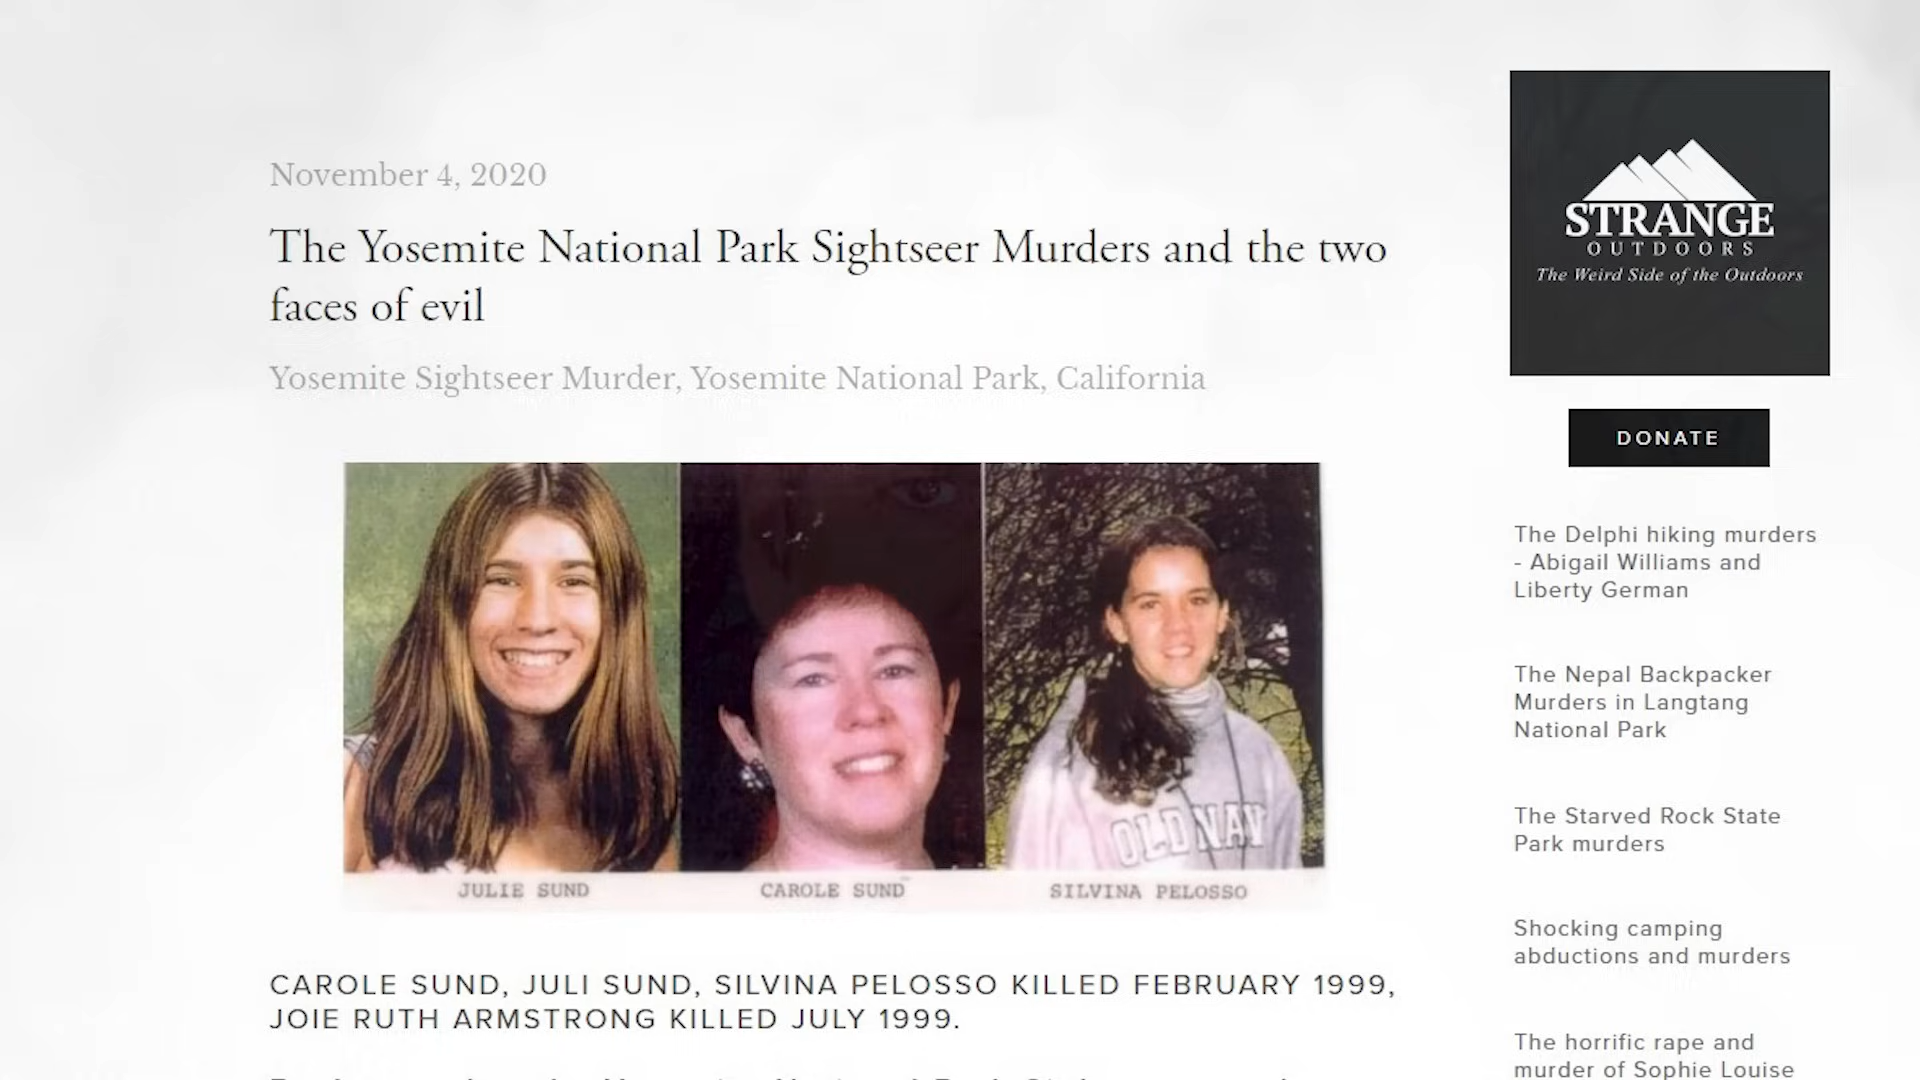 November 4, 2020
The Yosemite National Park Sightseer Murders and the two
faces of evil
Yosemite Sightseer Murder, Yosemite National Park, California
OLD NAV
JULIE SUND
CAROLE SUND
SILVINA PELOSSO
CAROLE SUND, JULI SUND, SILVINA PELOSSO KILLED FEBRUARY 1999,
JOIE RUTH ARMSTRONG KILLED JULY 1999.
STRANGE
OUTDOORS
The Weird Side of the Outdoors
DONATE
The Delphi hiking murders
- Abigail Williams and
Liberty German
The Nepal Backpacker
Murders in Langtang
National Park
The Starved Rock State
Park murders
Shocking camping
abductions and murders
The horrific rape and
murder of Sophie Louise